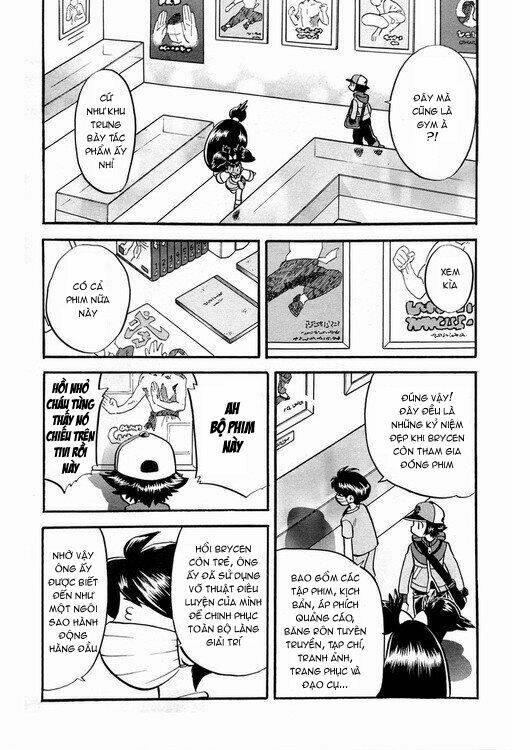 ĐÂY MÀ
CŨNG LÀ
GYM À
?!
CỨ
NHƯ KHU
TRUNG
BÀY TÁC
PHẨM ẤY
NHỈ
XEM
KÌA
CÓ CẢ
PHIM NỮA
NÀY
ĐÚNG VẬY!
ĐÂY ĐỀU LÀ
NHỮNG KỶ NIỆM
ĐẸP KHI BRYCEN
CÒN THAM GIA
ĐÓNG PHIM
AH
BỘ PHIM
NÀY
HỒI NHỎ
CHÁU TỪNG
THẤY NÓ
CHIẾU TRÊN
TIVI RỒI
NÀY
BAO GỒM CÁC
TẬP PHIM, KỊCH
BẢN, ÁP PHÍCH
QUẢNG CÁO,
BĂNG RÔN TUYÊN
TRUYỀN, TẠP CHÍ,
TRANH ẢNH,
TRANG PHỤC VÀ
ĐẠO CỤ...
HỒI BRYCEN
CÒN TRẺ, ÔNG
ẤY ĐÃ SỬ DỤNG
VÕ THUẬT ĐIÊU
LUYỆN CỦA MÌNH
ĐỂ CHINH PHỤC
TOÀN BỘ LÀNG
GIẢI TRÍ
NHỜ VẬY
ÔNG ẤY
ĐƯỢC BIẾT
ĐẾN NHƯ
MỘT NGÔI
SAO HÀNH
ĐỘNG
HÀNG ĐẦU